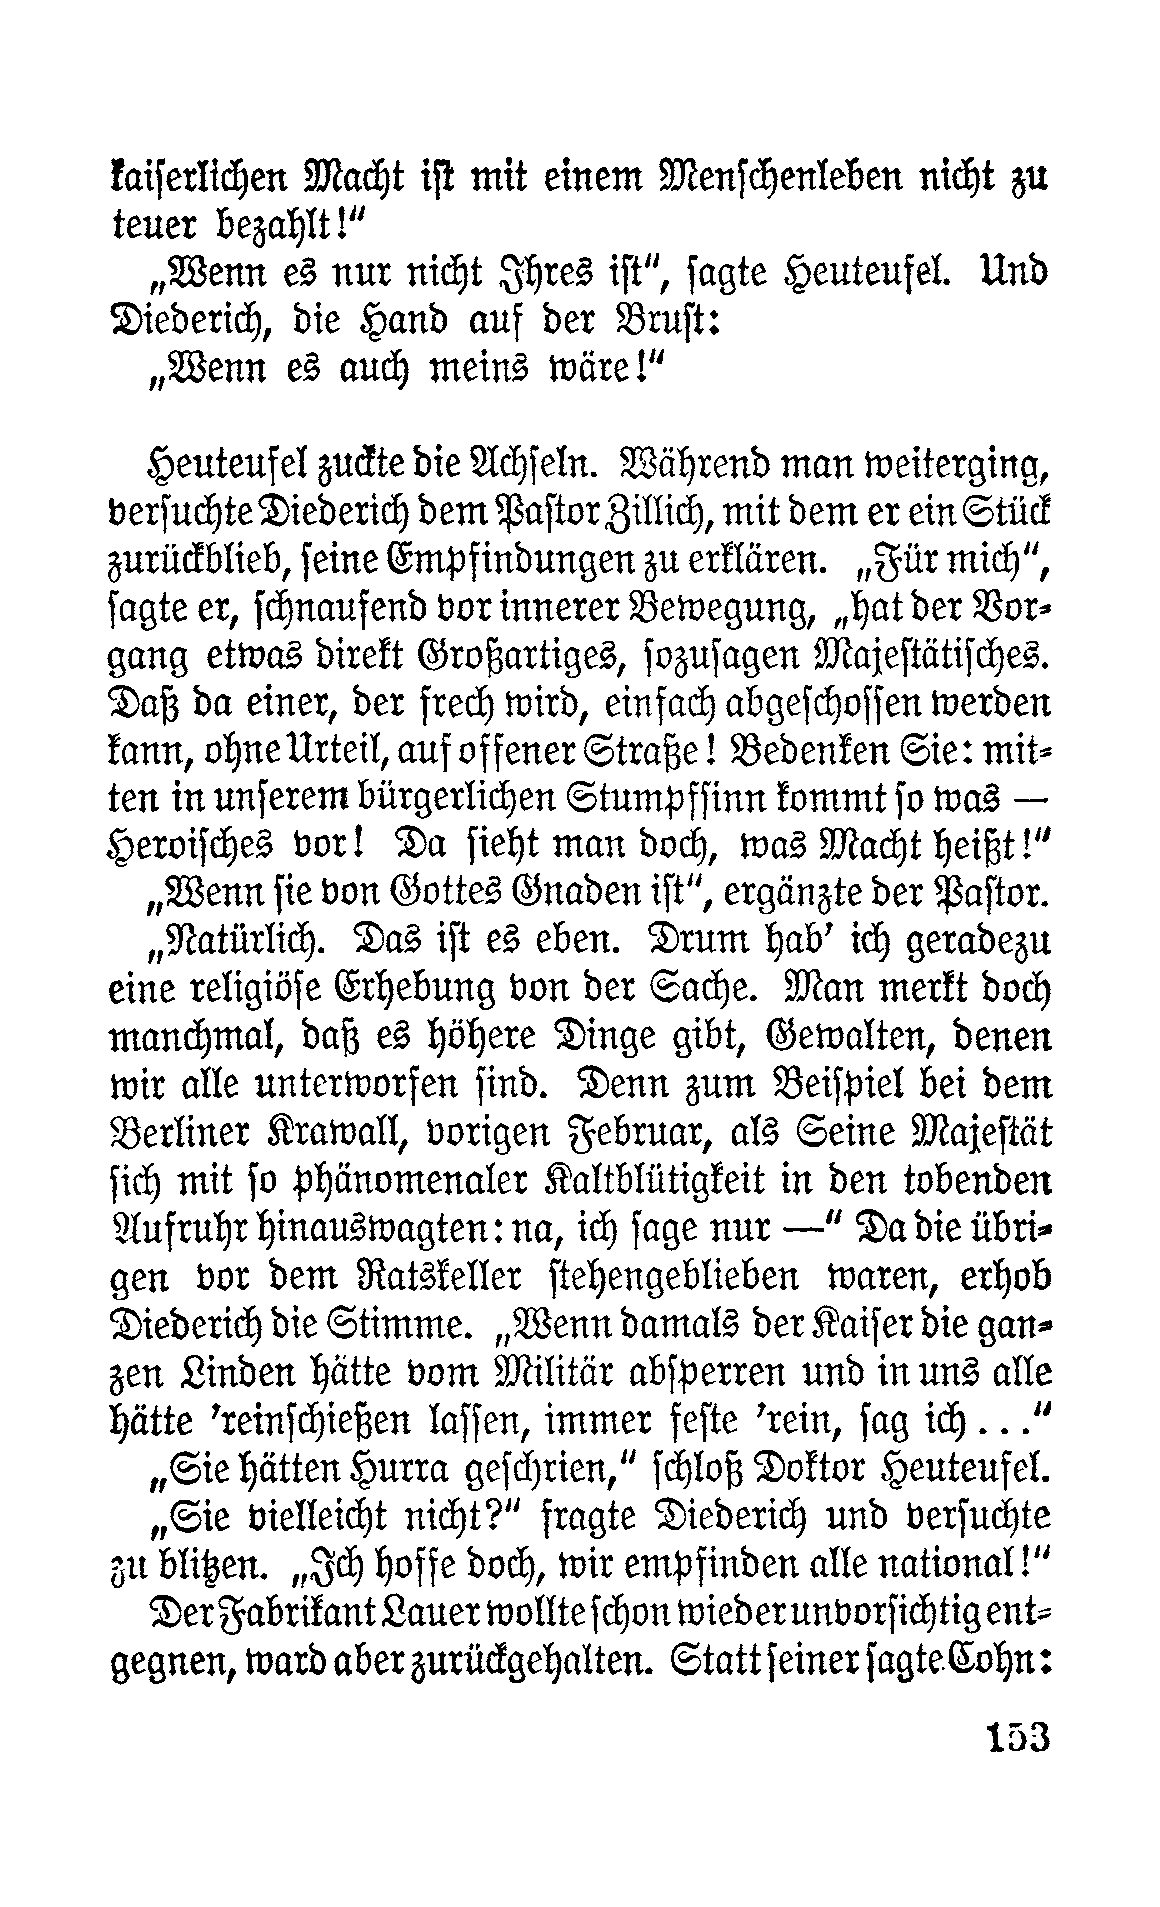 kaiserlichen Macht ist mit einem Menschenleben nicht zu
teuer bezahlt!“
„Wenn es nur nicht Ihres ist“, sagte Heuteufel. Und
Diederich, die Hand auf der Brust:
„Wenn es auch meins wäre!“
Heuteufel zuckte die Achseln. Während man weiterging,
versuchte Diederich dem Pastor Zillich, mit dem er ein Stück
zurückblieb, seine Empfindungen zu erklären. „Für mich“,
sagte er, schnaufend vor innerer Bewegung, „hat der Vor-
gang etwas direkt Großartiges, sozusagen Majestätisches.
Daß da einer, der frech wird, einfach abgeschossen werden
kann, ohne Urteil, auf offener Straße! Bedenken Sie: mit-
ten in unserem bürgerlichen Stumpfsinn kommt so was —
Heroisches vor! Da sieht man doch, was Macht heißt!“
„Wenn sie von Gottes Gnaden ist“, ergänzte der Pastor.
„Natürlich. Das ist es eben. Drum hab’ ich geradezu
eine religiöse Erhebung von der Sache. Man merkt doch
manchmal, daß es höhere Dinge gibt, Gewalten, denen
wir alle unterworfen sind. Denn zum Beispiel bei dem
Berliner Krawall, vorigen Februar, als Seine Majestät
sich mit so phänomenaler Kaltblütigkeit in den tobenden
Aufruhr hinauswagten: na, ich sage nur —“ Da die übri-
gen vor dem Ratskeller stehengeblieben waren, erhob
Diederich die Stimme. „Wenn damals der Kaiser die gan-
zen Linden hätte vom Militär absperren und in uns alle
hätte ’reinschießen lassen, immer feste ’rein, sag ich . . .“
„Sie hätten Hurra geschrien,“ schloß Doktor Heuteufel.
„Sie vielleicht nicht?“ fragte Diederich und versuchte
zu blitzen. „Ich hoffe doch, wir empfinden alle national!“
Der Fabrikant Lauer wollte schon wieder unvorsichtig ent-
gegnen, ward aber zurückgehalten. Statt seiner sagte Cohn:
153